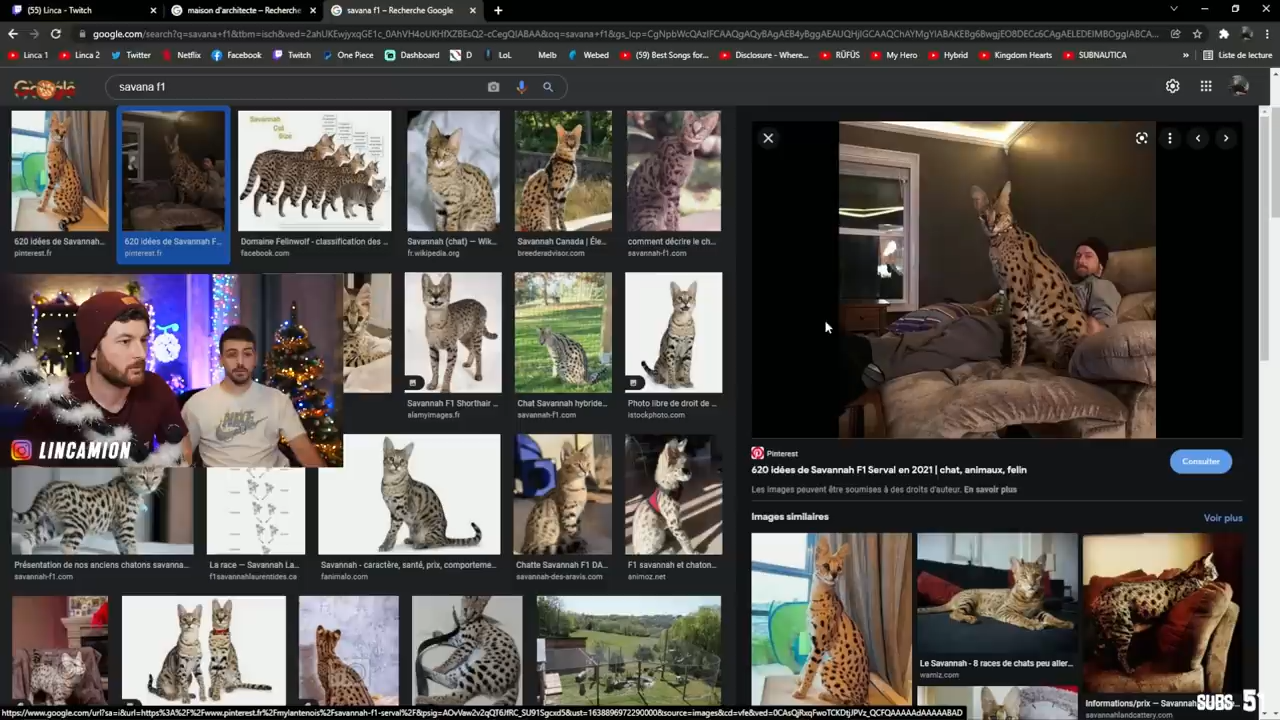 (55) Linca - Twitch
maison d'architecte – Recherche
savana f1 – Recherche Google
Linca 1
Linca 2
Twitter
Netflix
Facebook
Twitch
One Piece
Dashboard
D
LoL
Melb
Webed
(59) Best Songs for...
Disclosure - Where...
RÜFÜS
My Hero
Hybrid
Kingdom Hearts
SUBNAUTICA
»
Liste de lecture
savana f1
Savannah
Cat
Size
620 idées de Savannah...
pinterest.fr
620 idées de Savannah F...
pinterest.fr
Domaine Felinwolf - classification des ...
facebook.com
Savannah (chat) — Wik...
fr.wikipedia.org
Savannah Canada | Éle...
breederadvisor.com
comment décrire le ch...
savannah-f1.com
Savannah F1 Shorthair ...
alamyimages.fr
Chat Savannah hybride...
savannah-f1.com
Photo libre de droit de ...
istockphoto.com
LINCAMION
Présentation de nos anciens chatons savanna...
savannah-f1.com
La race — Savannah La...
f1savannahlaurentides.ca
Savannah - caractère, santé, prix, comporteme...
fanimalo.com
Chatte Savannah F1 DA...
savannah-des-aravis.com
F1 savannah et chaton...
animoz.net
Pinterest
620 idées de Savannah F1 Serval en 2021 | chat, animaux, felin
Consulter
Les images peuvent être soumises à des droits d'auteur. En savoir plus
Images similaires
Voir plus
Le Savannah - 8 races de chats peu aller...
wamiz.com
Informations/prix — Savannah
savannahlandcattery.com
SUBS